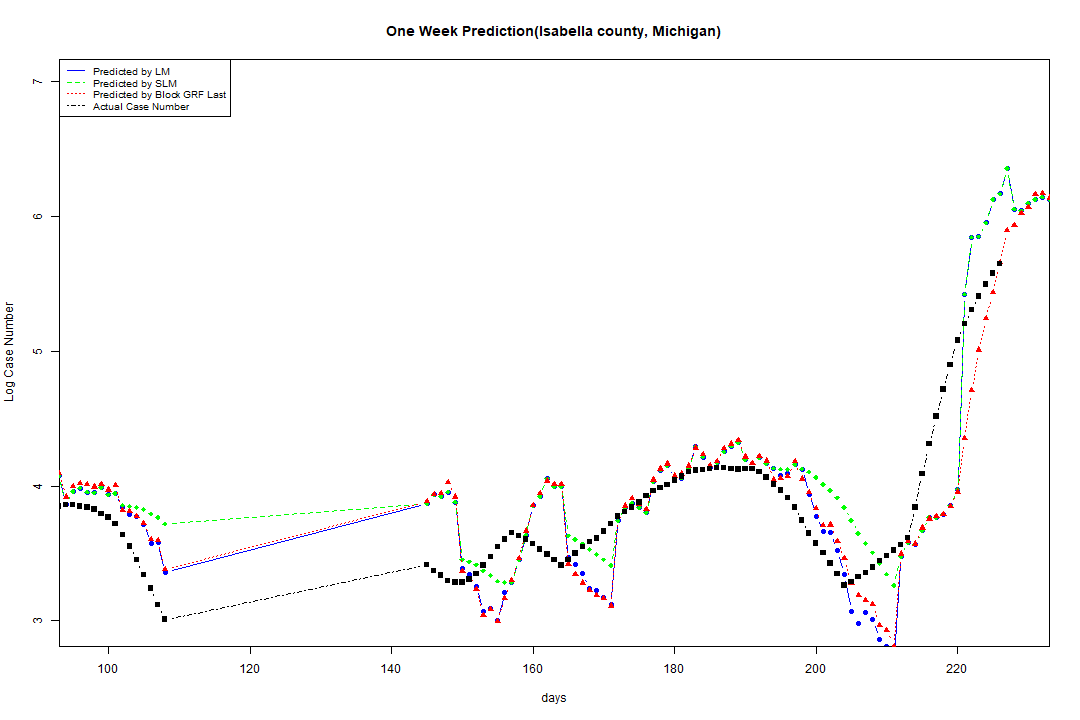 One Week Prediction(Isabella county, Michigan)
Predicted by LM
Predicted by SLM
Predicted by Block GRF Last
Actual Case Number
7
6
5
4
3
Log Case Number
100 120 140 160 180 200 220
days